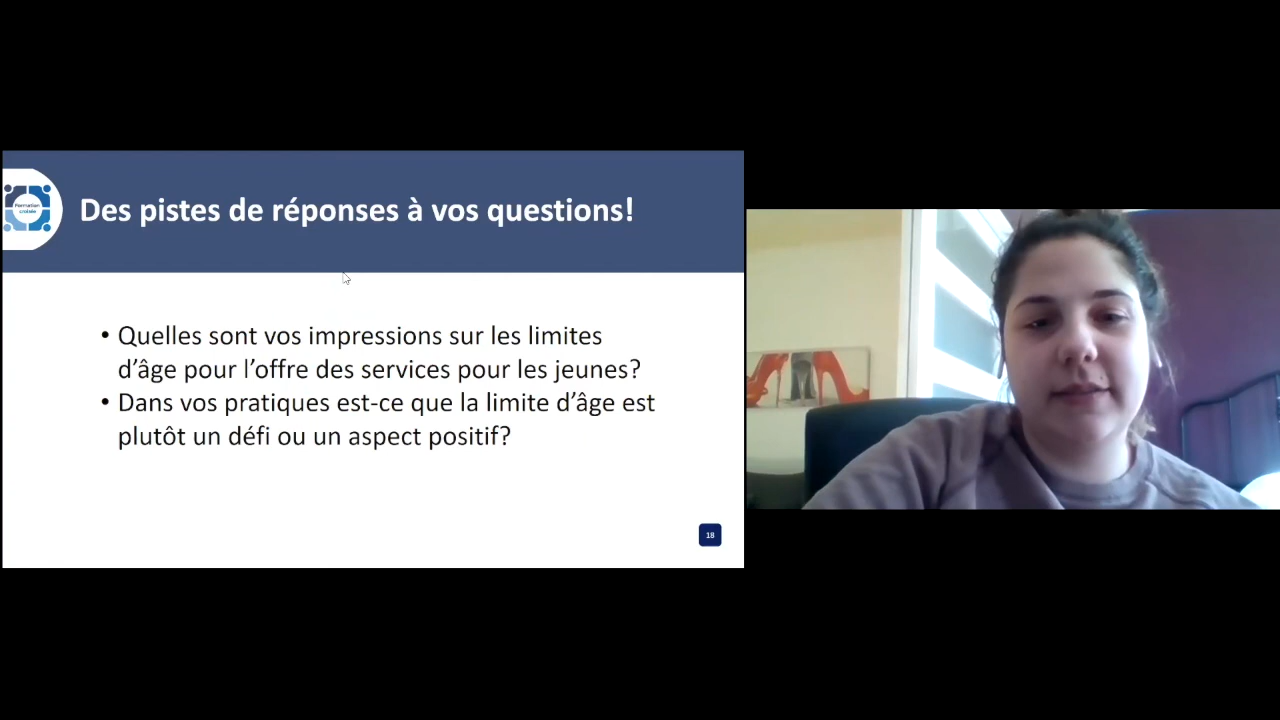 Formation
croisée
Des pistes de réponses à vos questions!
• Quelles sont vos impressions sur les limites
d’âge pour l’offre des services pour les jeunes?
• Dans vos pratiques est-ce que la limite d’âge est
plutôt un défi ou un aspect positif?
18